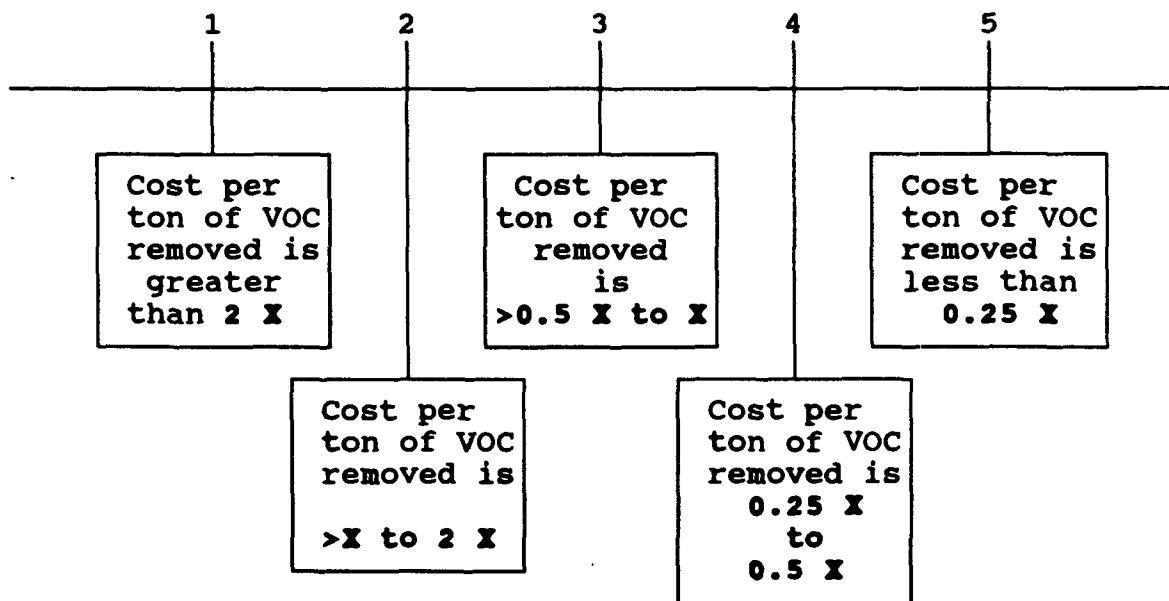 1 2 3 4 5
Cost per
ton of VOC
removed is
greater
than 2 X
Cost per
ton of VOC
removed
is
>0.5 X to X
Cost per
ton of VOC
removed is
less than
0.25 X
Cost per
ton of VOC
removed is
>X to 2 X
Cost per
ton of VOC
removed is
0.25 X
to
0.5 X